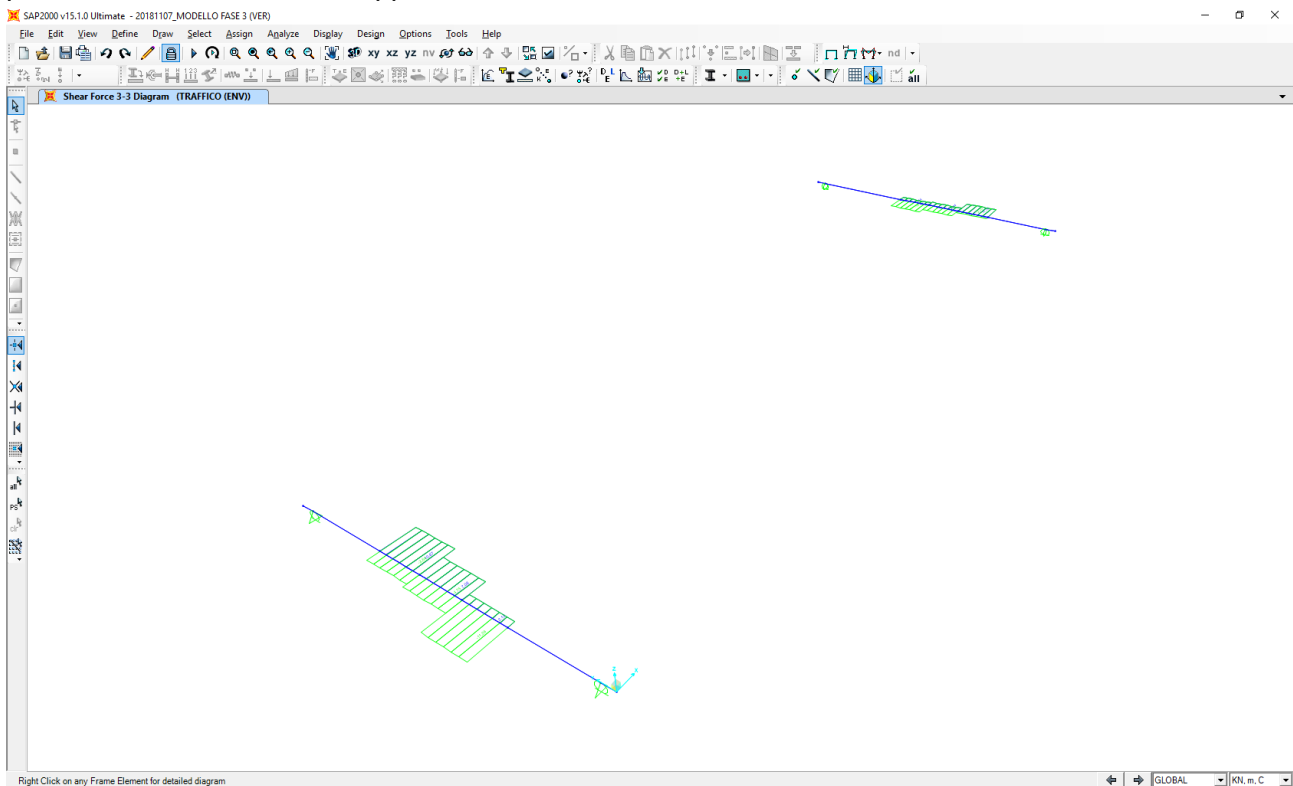 SAP2000 v15.1.0 Ultimate - 20181107_MODELLO FASE 3 (VER)
File Edit View Define Draw Select Assign Analyze Display Design Options Tools Help
xy xz yz nv nd
all
Shear Force 3-3 Diagram (TRAFFICO (ENV))
all
PS
clr
Z
X
Right Click on any Frame Element for detailed diagram
GLOBAL
KN, m, C